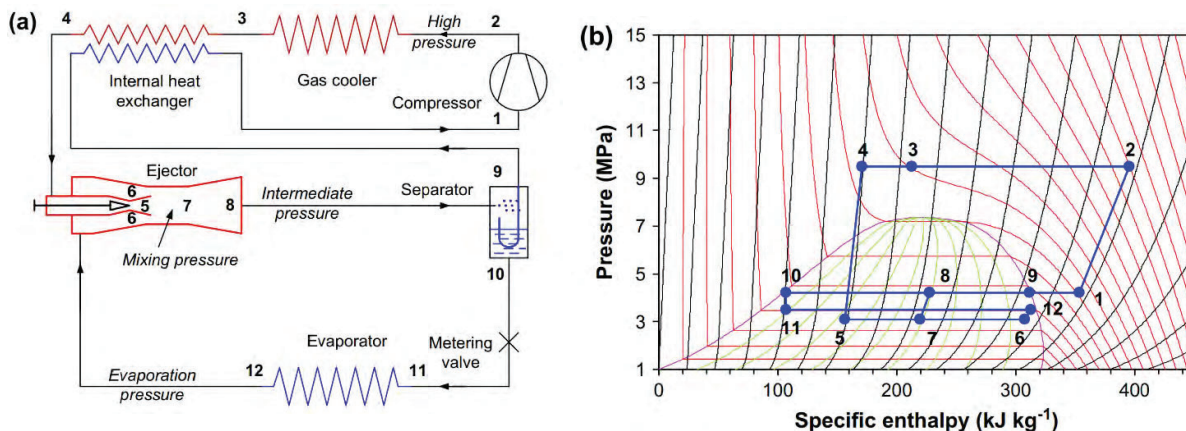 (a)
4
3
2
High
pressure
Internal heat
exchanger
Gas cooler
Compressor
1
Ejector
6
5
7
8
6
Mixing pressure
Intermediate
pressure
Separator
9
10
Evaporator
Metering
valve
12
11
Evaporation
pressure
(b)
Pressure (MPa)
15
13
11
9
7
5
3
1
4
3
2
10
8
9
1
12
11
5
7
6
0
100
200
300
400
Specific enthalpy (kJ kg⁻¹)